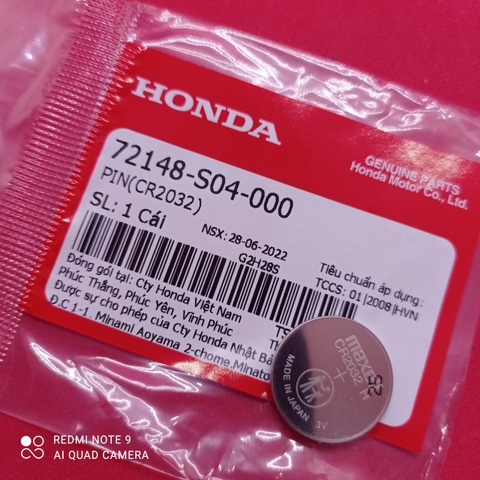 HONDA
GENUINE PARTS
Honda Motor Co., Ltd.
72148-S04-000
PIN(CR2032)
SL: 1 Cái
NSX: 28-06-2022
G2H28S
Tiêu chuẩn áp dụng:
TCCS: 01|2008|HVN
Đóng gói tại: Cty Honda Việt Nam
Phúc Thắng, Phúc Yên, Vĩnh Phúc
Được sự cho phép của Cty Honda Nhật
Đ.C 1-1. Minami Aoyama 2-chome.Minato
maxell
CR2032 H
+
25
MADE IN JAPAN
3V
REDMI NOTE 9
AI QUAD CAMERA